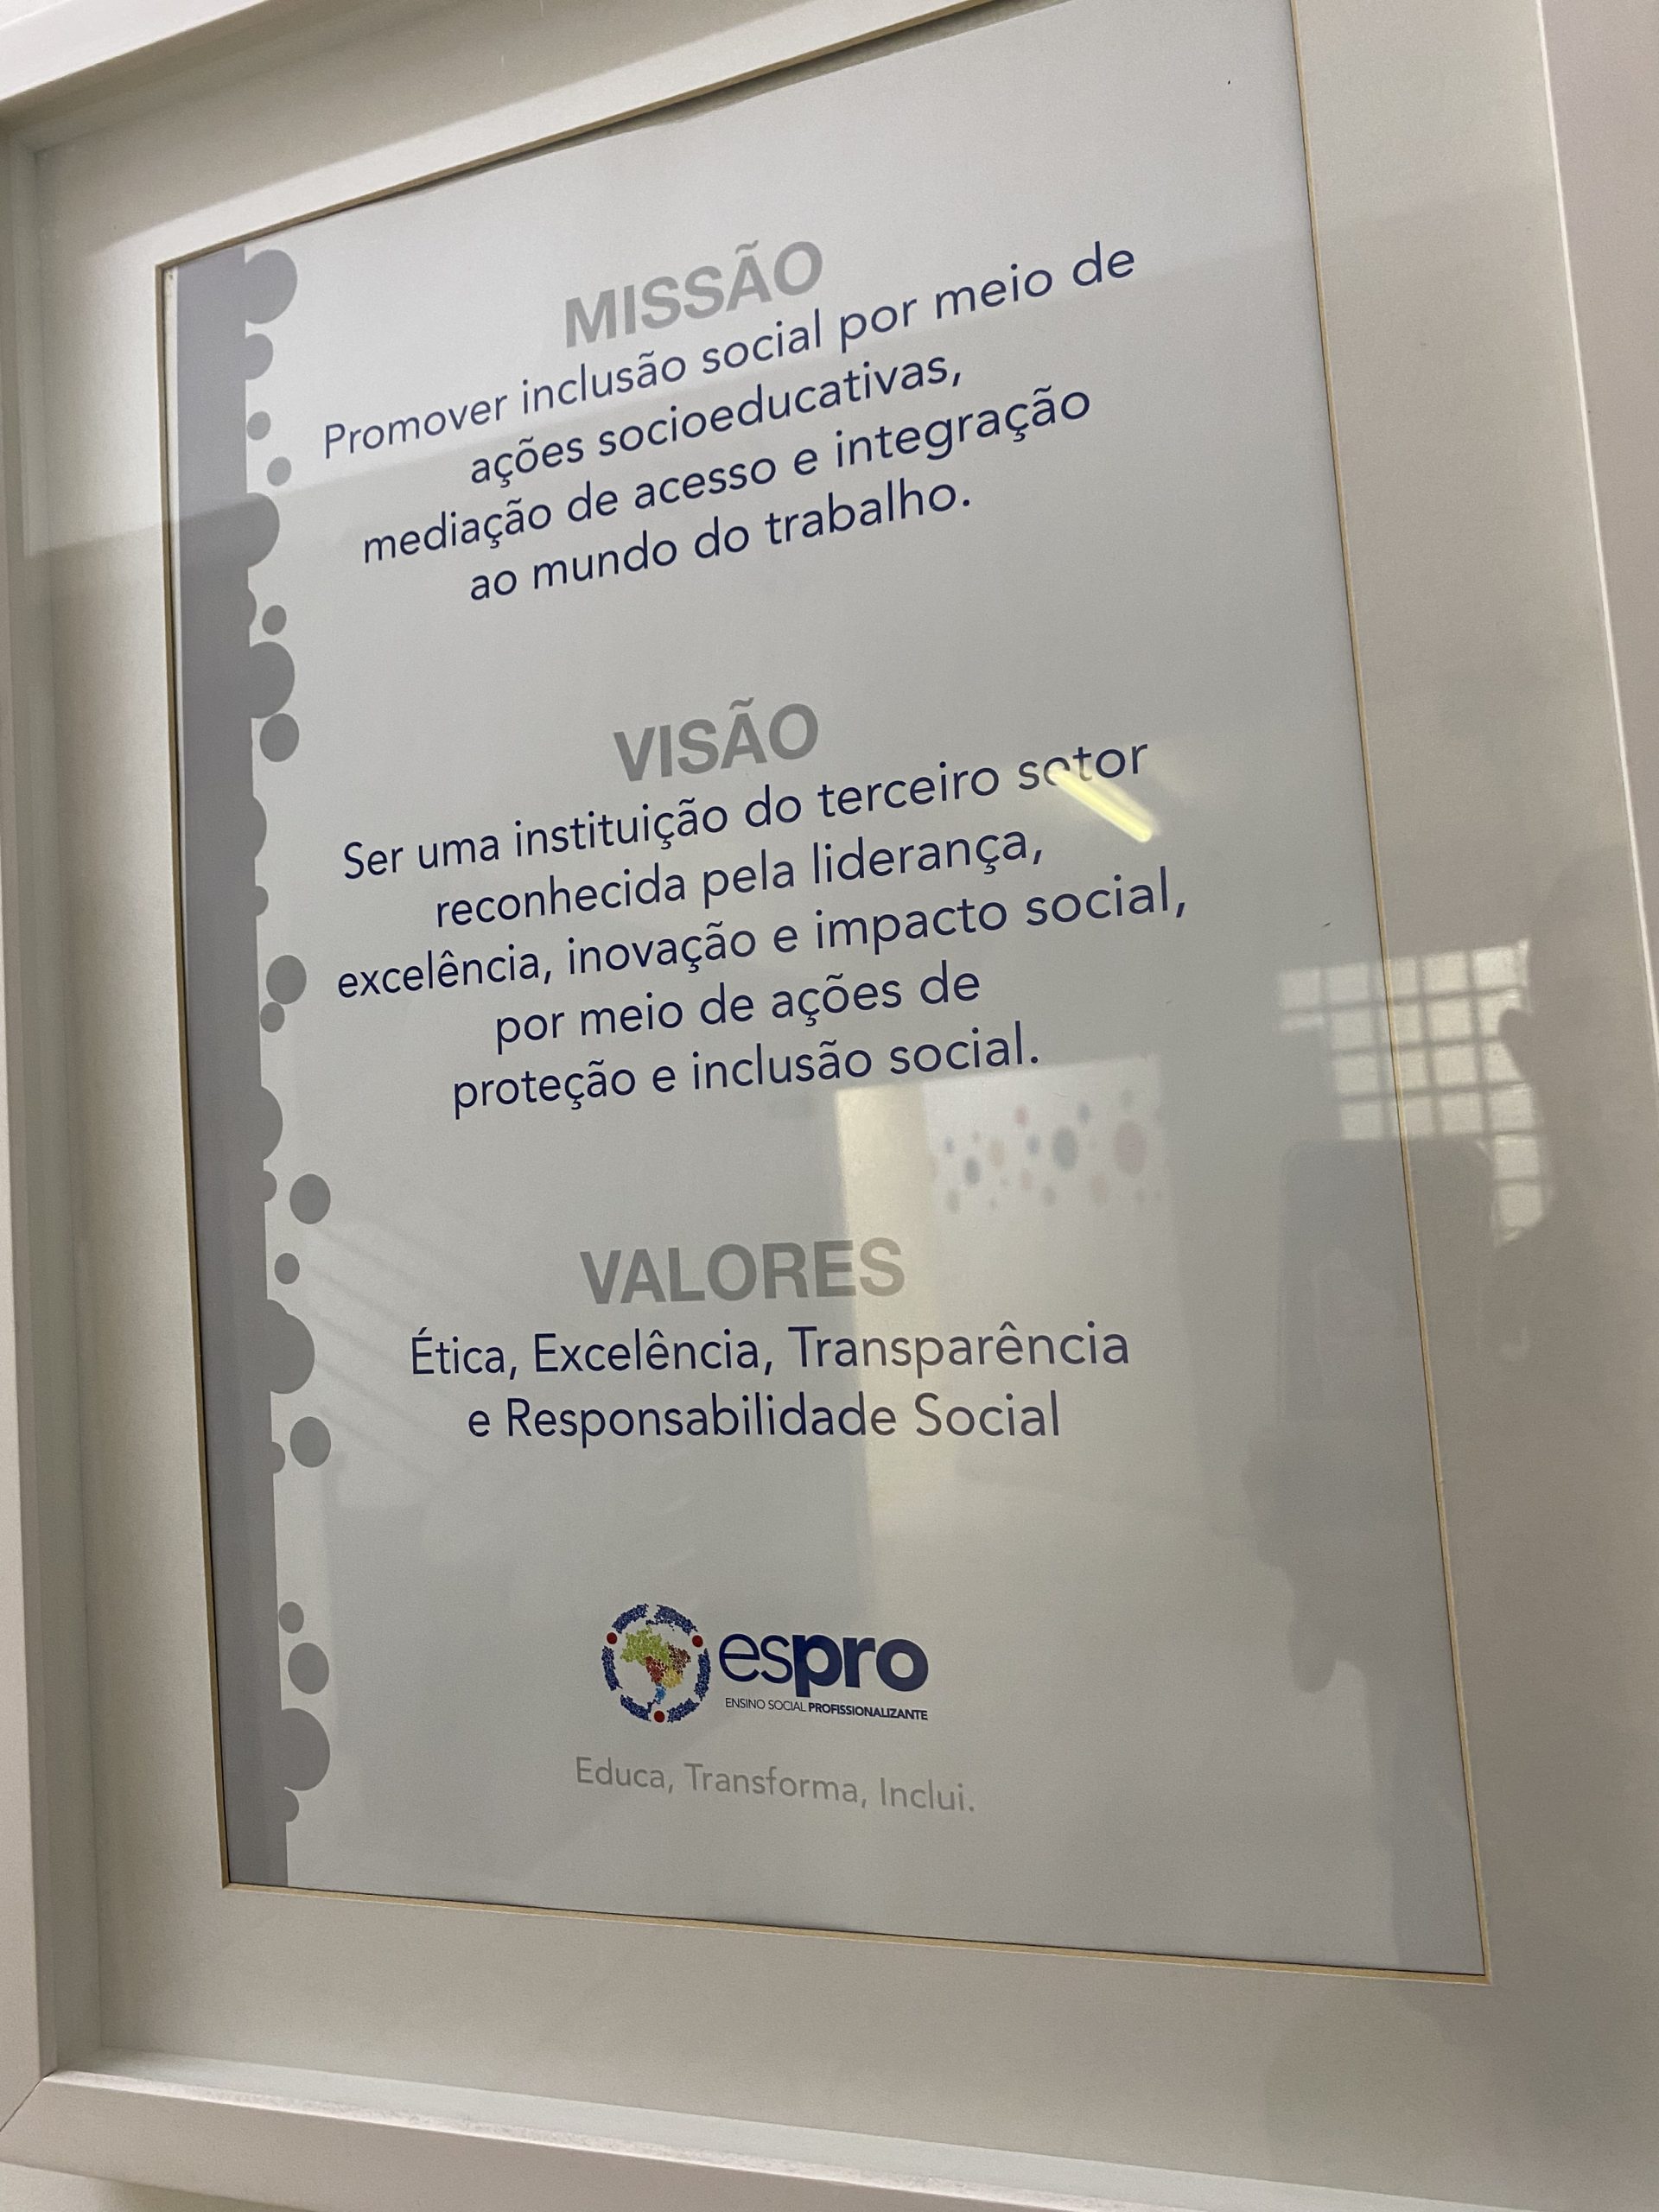 MISSÃO
Promover inclusão social por meio de
ações socioeducativas,
mediação de acesso e integração
ao mundo do trabalho.
VISÃO
Ser uma instituição do terceiro setor
reconhecida pela liderança,
excelência, inovação e impacto social,
por meio de ações de
proteção e inclusão social.
VALORES
Ética, Excelência, Transparência
e Responsabilidade Social
espro
ENSINO SOCIAL PROFISSIONALIZANTE
Educa, Transforma, Inclui.